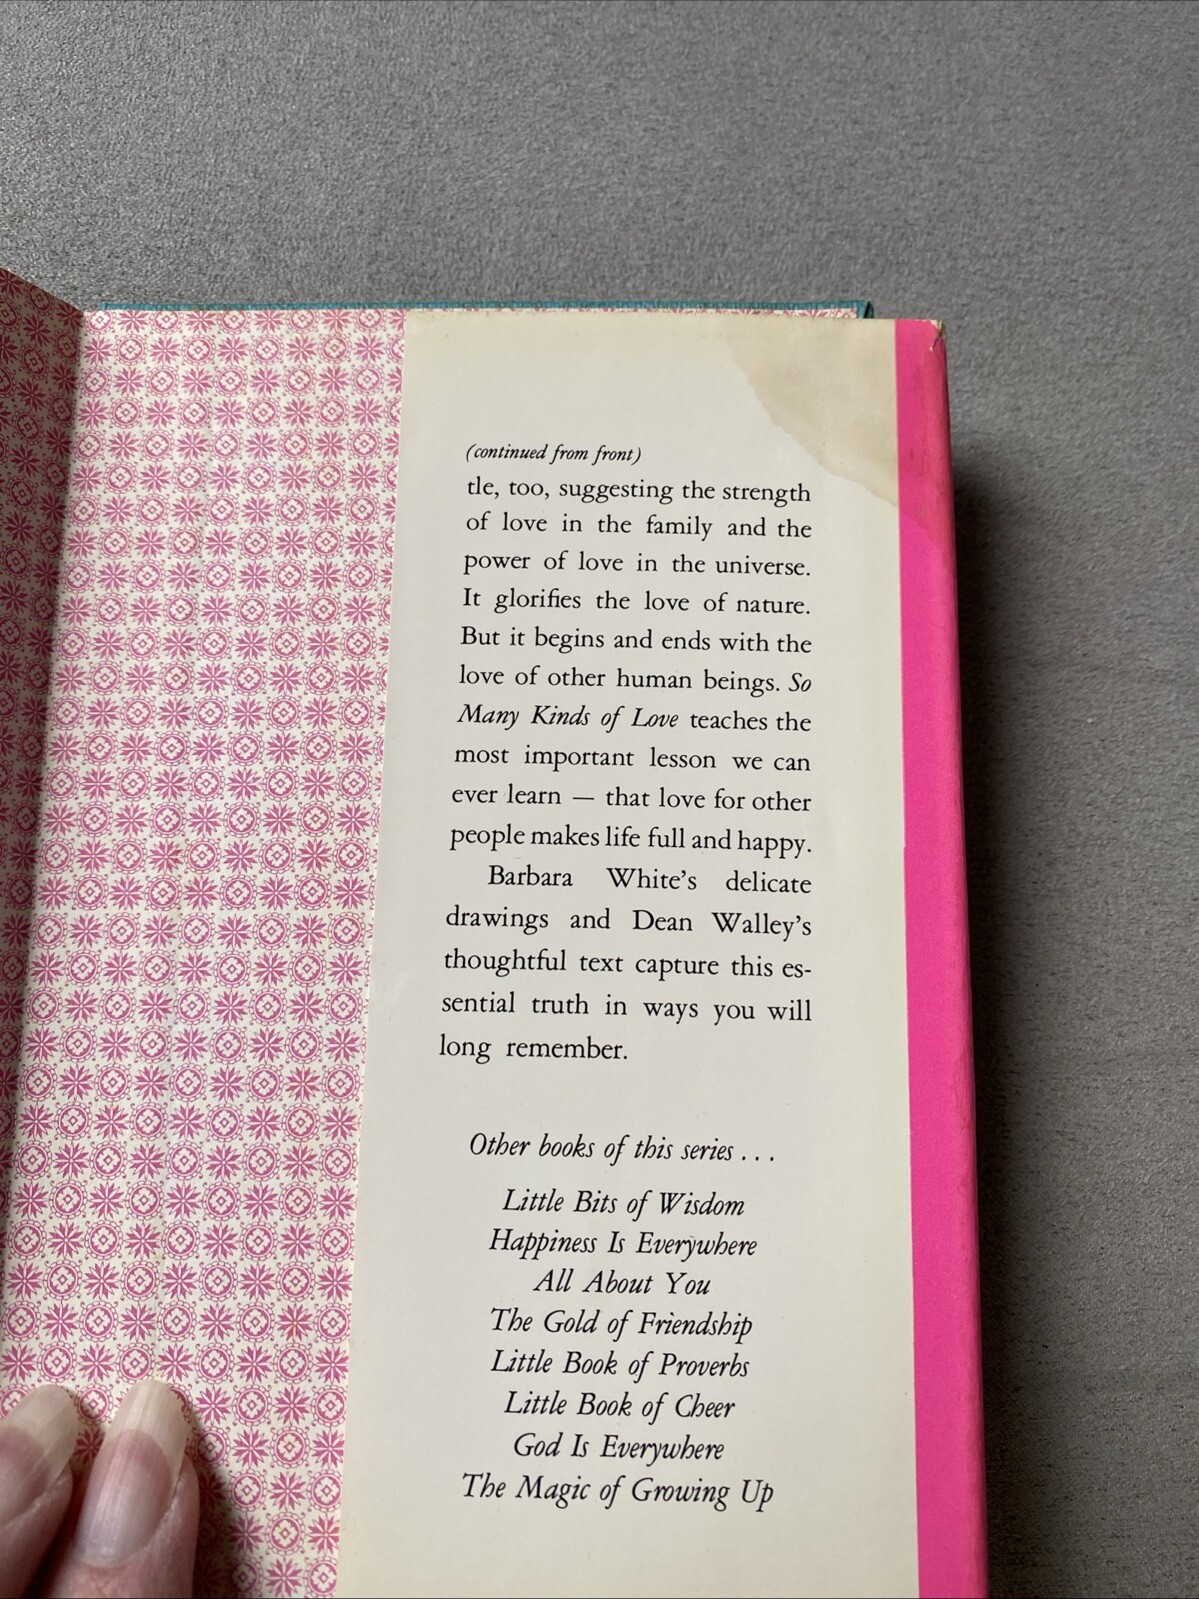 (continued from front)
tle, too, suggesting the strength
of love in the family and the
power of love in the universe.
It glorifies the love of nature.
But it begins and ends with the
love of other human beings. So
Many Kinds of Love teaches the
most important lesson we can
ever learn — that love for other
people makes life full and happy.
Barbara White's delicate
drawings and Dean Walley's
thoughtful text capture this es-
sential truth in ways you will
long remember.
Other books of this series . . .
Little Bits of Wisdom
Happiness Is Everywhere
All About You
The Gold of Friendship
Little Book of Proverbs
Little Book of Cheer
God Is Everywhere
The Magic of Growing Up